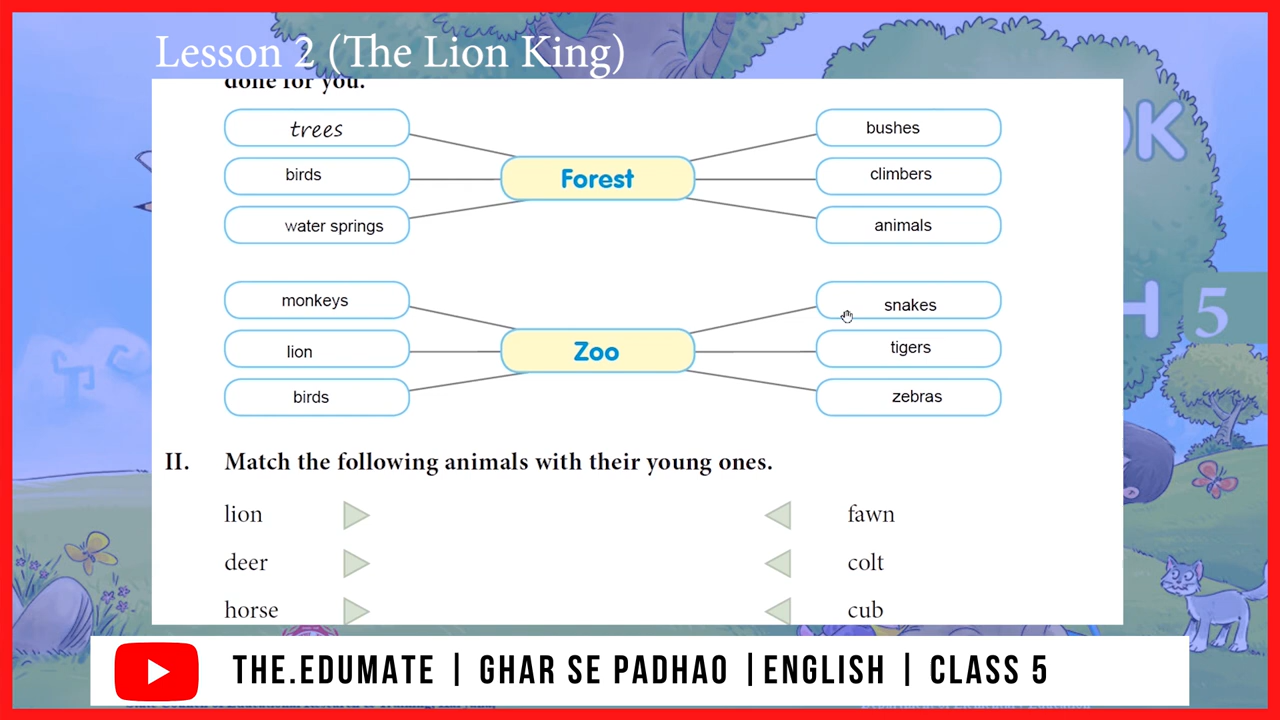 Lesson 2 (The Lion King)
done for you.
trees
birds
water springs
Forest
bushes
climbers
animals
monkeys
lion
birds
Zoo
snakes
tigers
zebras
OK
H 5
II. Match the following animals with their young ones.
lion fawn
deer colt
horse cub
THE.EDUMATE | GHAR SE PADHAO |ENGLISH | CLASS 5